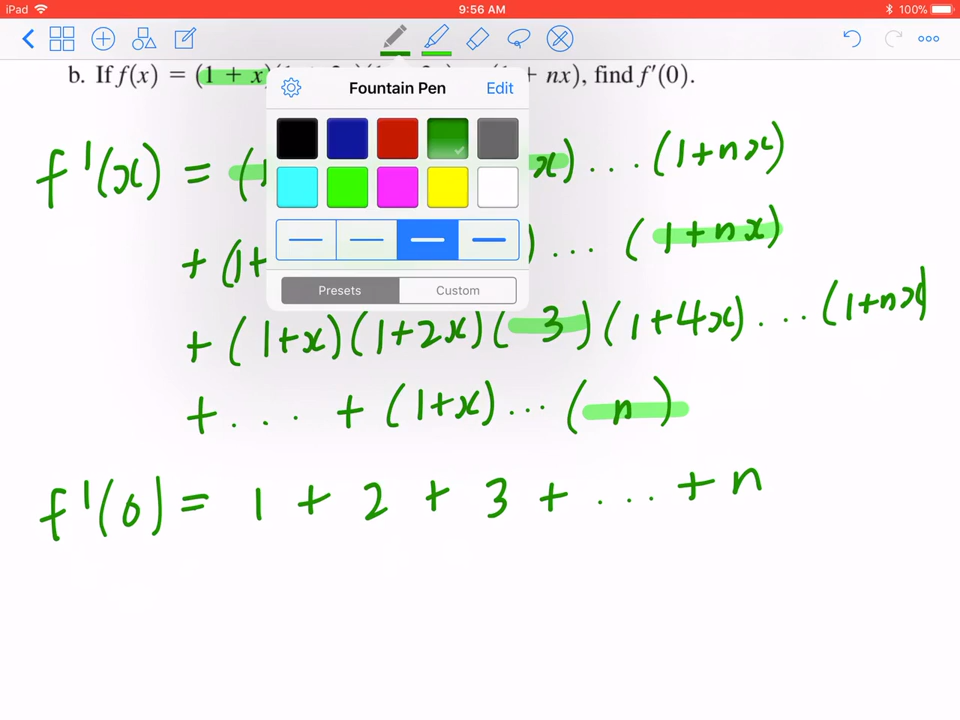 iPad 9:56 AM 100%
b. If f(x) = (1 + x) + nx), find f′(0).
Fountain Pen Edit
f'(x) = ( x) ... (1+nx)
+ (1+ ) ... (1+nx)
Presets Custom
+ (1+x)(1+2x)(3)(1+4x) ... (1+nx)
+ ... + (1+x) ... (n)
f'(0) = 1 + 2 + 3 + ... + n